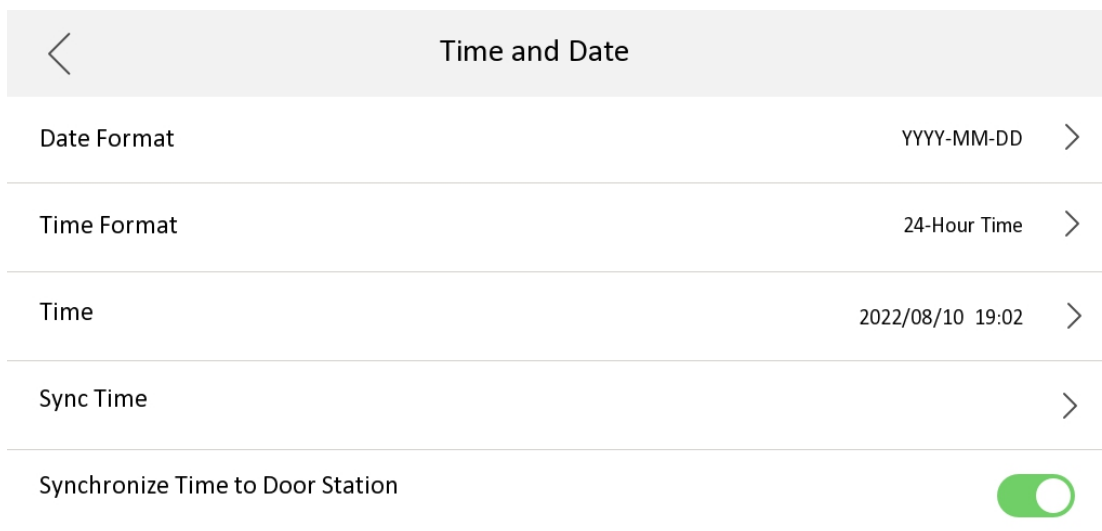 Time and Date
Date Format YYYY-MM-DD
Time Format 24-Hour Time
Time 2022/08/10 19:02
Sync Time
Synchronize Time to Door Station